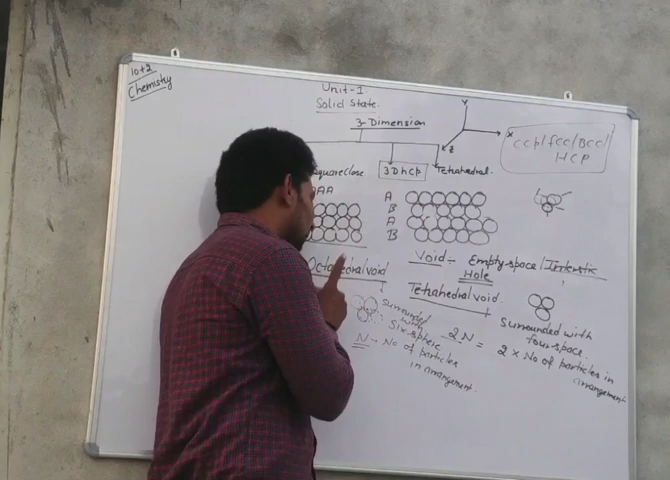 10+2
Chemistry
Unit-I
Solid State.
3-Dimension
Y
X
Z
CCP/FCC/BCC/
HCP
Square Close
3D hcp
Tetrahedral.
AAA
A
B
A
B
Void:- Empty space/
Hole
Octahedral void
Tetrahedral void.
Surrounded
with
Six sphere
N - No of particles
in arrangement
Surrounded with
four space.
2N =
2 x No of particles in
arrangement